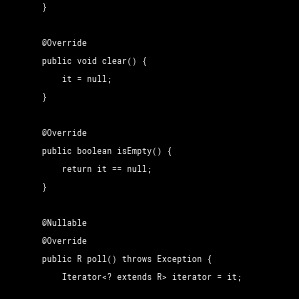 }
@Override
public void clear() {
it = null;
}
@Override
public boolean isEmpty() {
return it == null;
}
@Nullable
@Override
public R poll() throws Exception {
Iterator<? extends R> iterator = it;